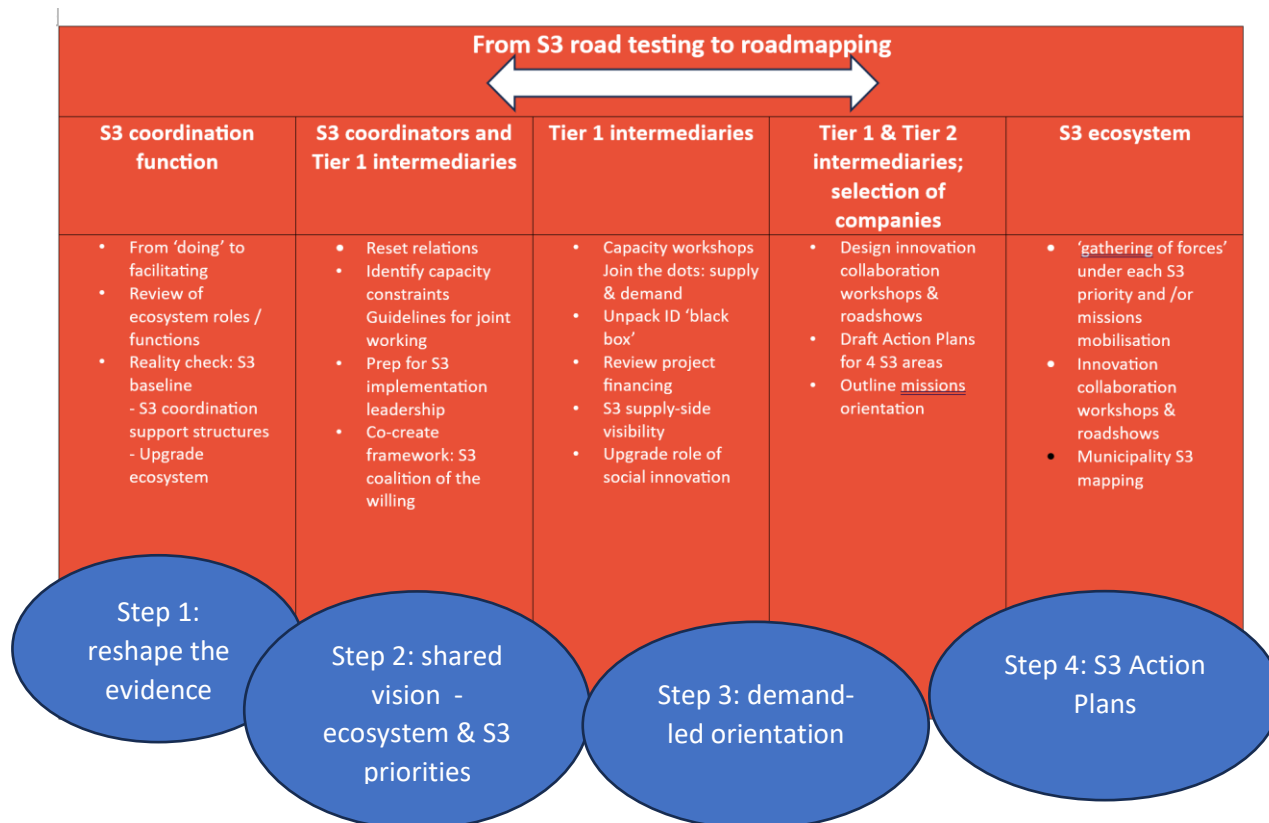 From S3 road testing to roadmapping
S3 coordination
function
S3 coordinators and
Tier 1 intermediaries
Tier 1 intermediaries
Tier 1 & Tier 2
intermediaries;
selection of
companies
S3 ecosystem
• From ‘doing’ to
facilitating
• Review of
ecosystem roles /
functions
• Reality check: S3
baseline
- S3 coordination
support structures
- Upgrade
ecosystem
• Reset relations
• Identify capacity
constraints
Guidelines for joint
working
• Prep for S3
implementation
leadership
• Co-create
framework: S3
coalition of the
willing
• Capacity workshops
Join the dots: supply
& demand
• Unpack ID ‘black
box’
• Review project
financing
• S3 supply-side
visibility
• Upgrade role of
social innovation
• Design innovation
collaboration
workshops &
roadshows
• Draft Action Plans
for 4 S3 areas
• Outline missions
orientation
• ‘gathering of forces’
under each S3
priority and /or
missions
mobilisation
• Innovation
collaboration
workshops &
roadshows
• Municipality S3
mapping
Step 1:
reshape the
evidence
Step 2: shared
vision -
ecosystem & S3
priorities
Step 3: demand-
led orientation
Step 4: S3 Action
Plans